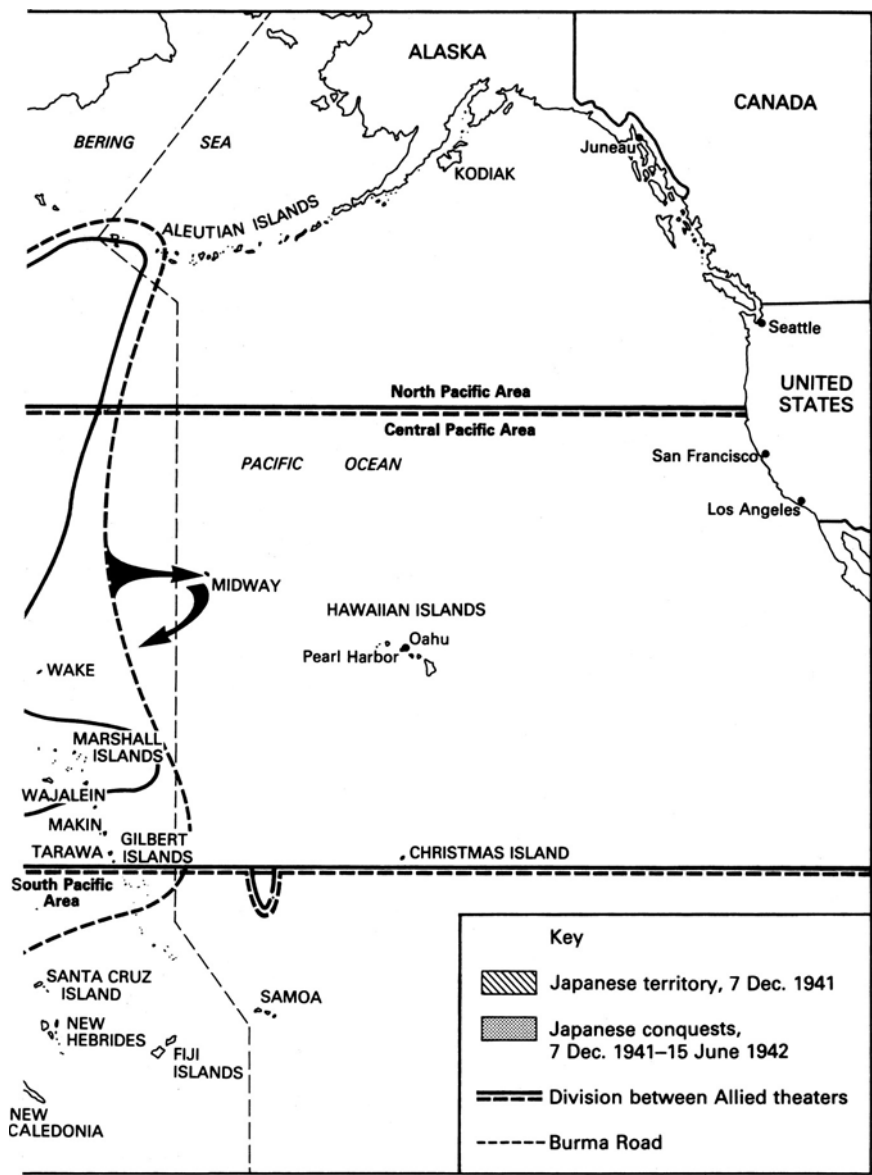 ALASKA
CANADA
BERING SEA
Juneau
KODIAK
ALEUTIAN ISLANDS
Seattle
North Pacific Area
UNITED
STATES
Central Pacific Area
PACIFIC OCEAN
San Francisco
Los Angeles
MIDWAY
HAWAIIAN ISLANDS
Oahu
Pearl Harbor
WAKE
MARSHALL
ISLANDS
WAJALEIN
MAKIN
TARAWA
GILBERT
ISLANDS
CHRISTMAS ISLAND
South Pacific
Area
Key
Japanese territory, 7 Dec. 1941
SANTA CRUZ
ISLAND
SAMOA
NEW
HEBRIDES
Japanese conquests,
7 Dec. 1941–15 June 1942
FIJI
ISLANDS
Division between Allied theaters
NEW
CALEDONIA
Burma Road